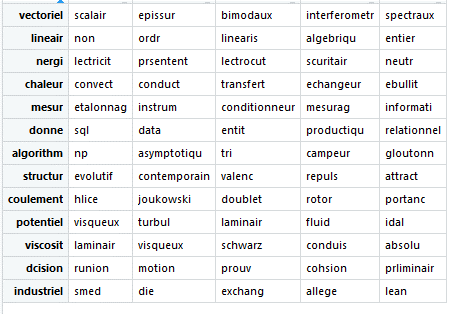 vectoriel scalair epissur bimodaux interferometr spectraux
lineair non ordr linearis algebriqu entier
nergi lectricit prsentent lectrocut scuritair neutr
chaleur convect conduct transfert echangeur ebullit
mesur etalonnag instrum conditionneur mesurag informati
donne sql data entit productiqu relationnel
algorithm np asymptotiqu tri campeur gloutonn
structur evolutif contemporain valenc repuls attract
coulement hlice joukowski doublet rotor portanc
potentiel visqueux turbul laminair fluid idal
viscosit laminair visqueux schwarz conduis absolu
dcision runion motion prouv cohsion prliminair
industriel smed die exchang allege lean